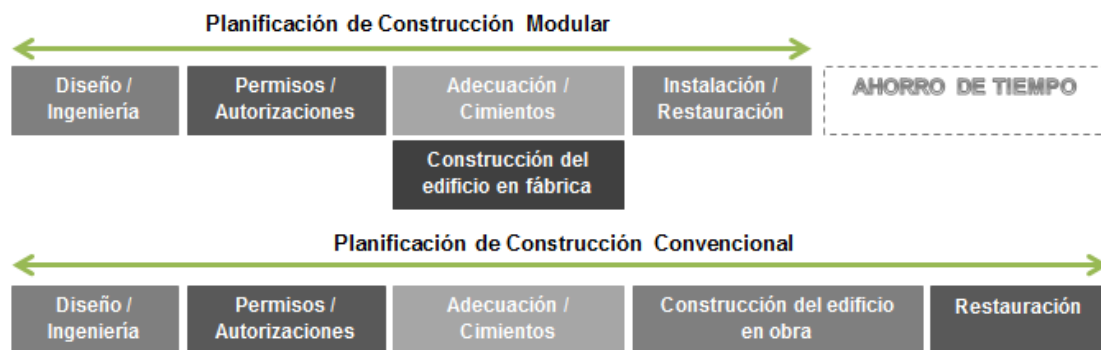 Planificación de Construcción Modular
Diseño /
Ingeniería
Permisos /
Autorizaciones
Adecuación /
Cimientos
Instalación /
Restauración
AHORRO DE TIEMPO
Construcción del
edificio en fábrica
Planificación de Construcción Convencional
Diseño /
Ingeniería
Permisos /
Autorizaciones
Adecuación /
Cimientos
Construcción del edificio
en obra
Restauración